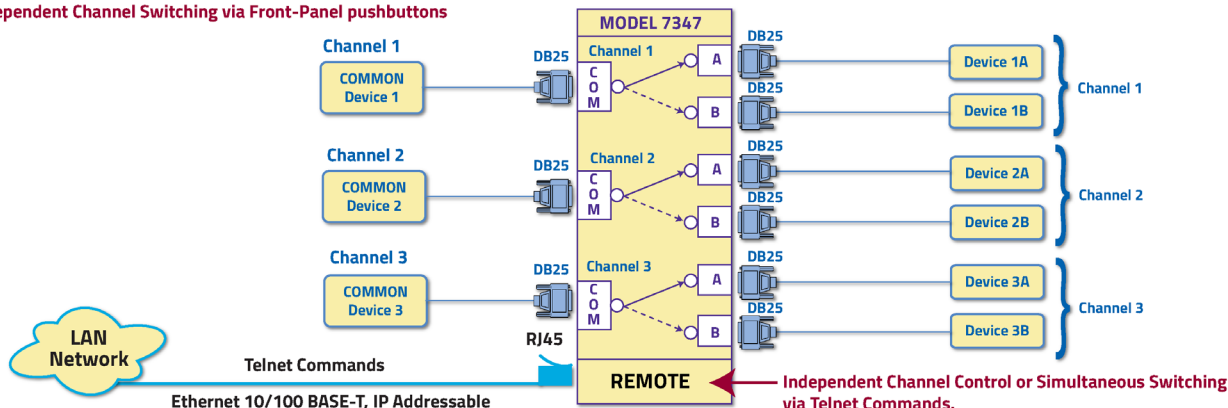 ependent Channel Switching via Front-Panel pushbuttons
MODEL 7347
Channel 1
COMMON
Device 1
DB25
Channel 1
COM
A
B
DB25
DB25
Device 1A
Device 1B
Channel 1
Channel 2
COMMON
Device 2
DB25
Channel 2
COM
A
B
DB25
DB25
Device 2A
Device 2B
Channel 2
Channel 3
COMMON
Device 3
DB25
Channel 3
COM
A
B
DB25
DB25
Device 3A
Device 3B
Channel 3
LAN
Network
RJ45
Telnet Commands
Ethernet 10/100 BASE-T, IP Addressable
REMOTE
Independent Channel Control or Simultaneous Switching
via Telnet Commands.